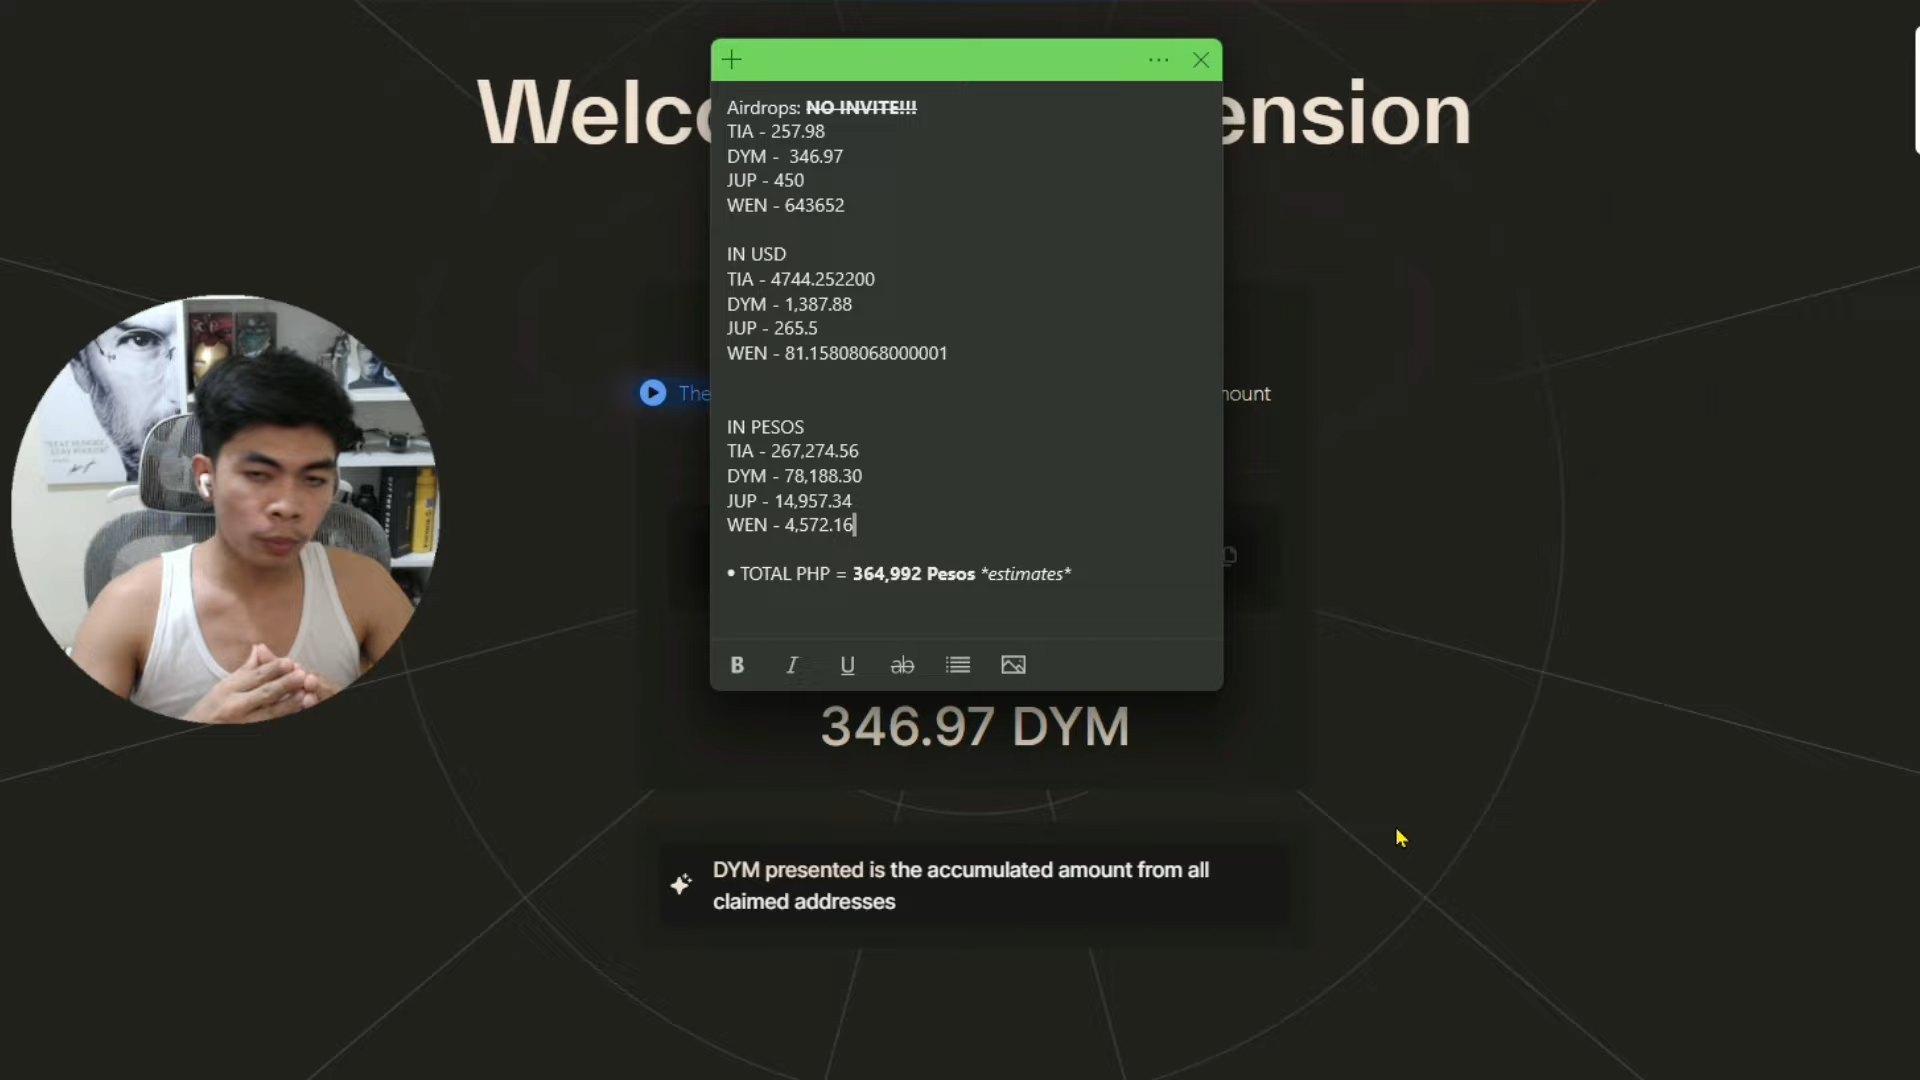 Welc ension
Airdrops: NO INVITE!!!
TIA - 257.98
DYM -  346.97
JUP - 450
WEN - 643652
IN USD
TIA - 4744.252200
DYM - 1,387.88
JUP - 265.5
WEN - 81.15808068000001
The
IN PESOS
TIA - 267,274.56
DYM - 78,188.30
JUP - 14,957.34
WEN - 4,572.16
• TOTAL PHP = 364,992 Pesos *estimates*
B I U ab
346.97 DYM
DYM presented is the accumulated amount from all
claimed addresses